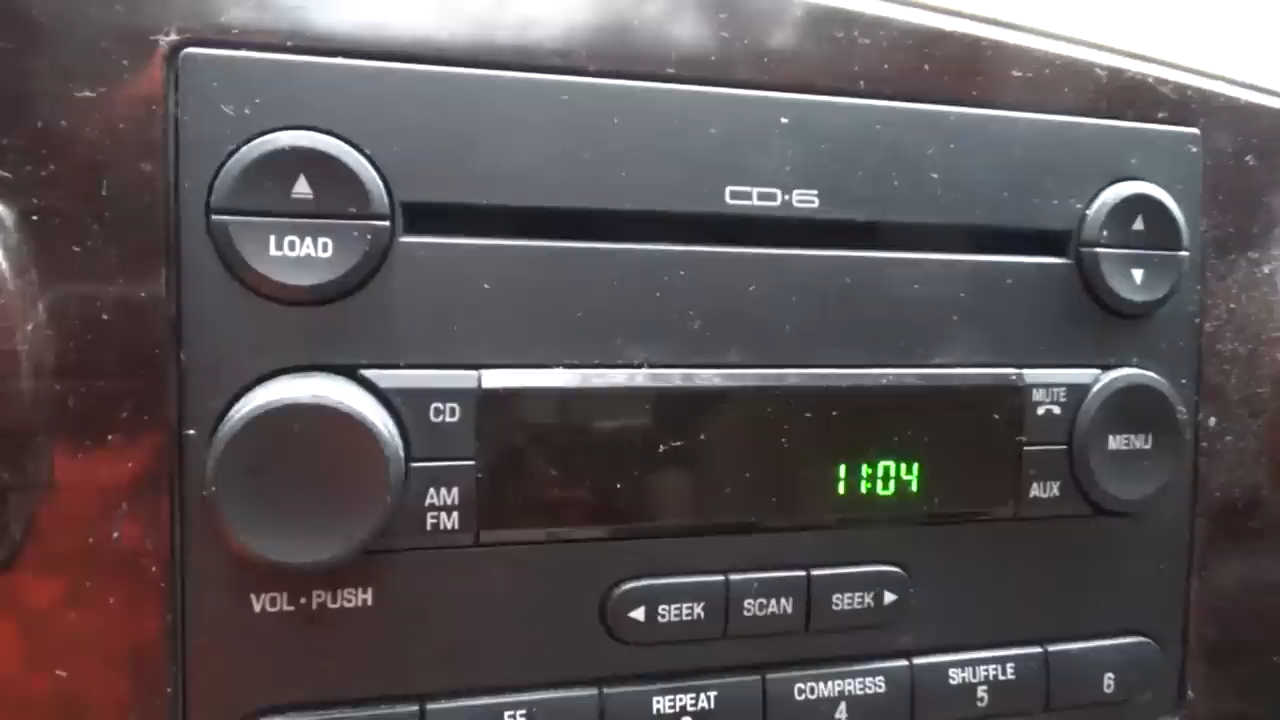 CD·6
▲
LOAD
▲
▼
CD
MUTE
MENU
11:04
AM
FM
AUX
VOL·PUSH
◀ SEEK
SCAN
SEEK ▶
FF
REPEAT
COMPRESS
4
SHUFFLE
5
6